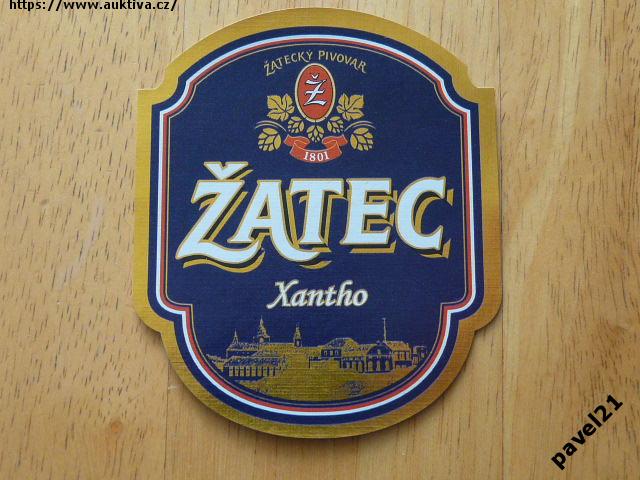 https://www.auktiva.cz/
ŽATECKÝ PIVOVAR
Ž
1801
ŽATEC
Xantho
pavel21